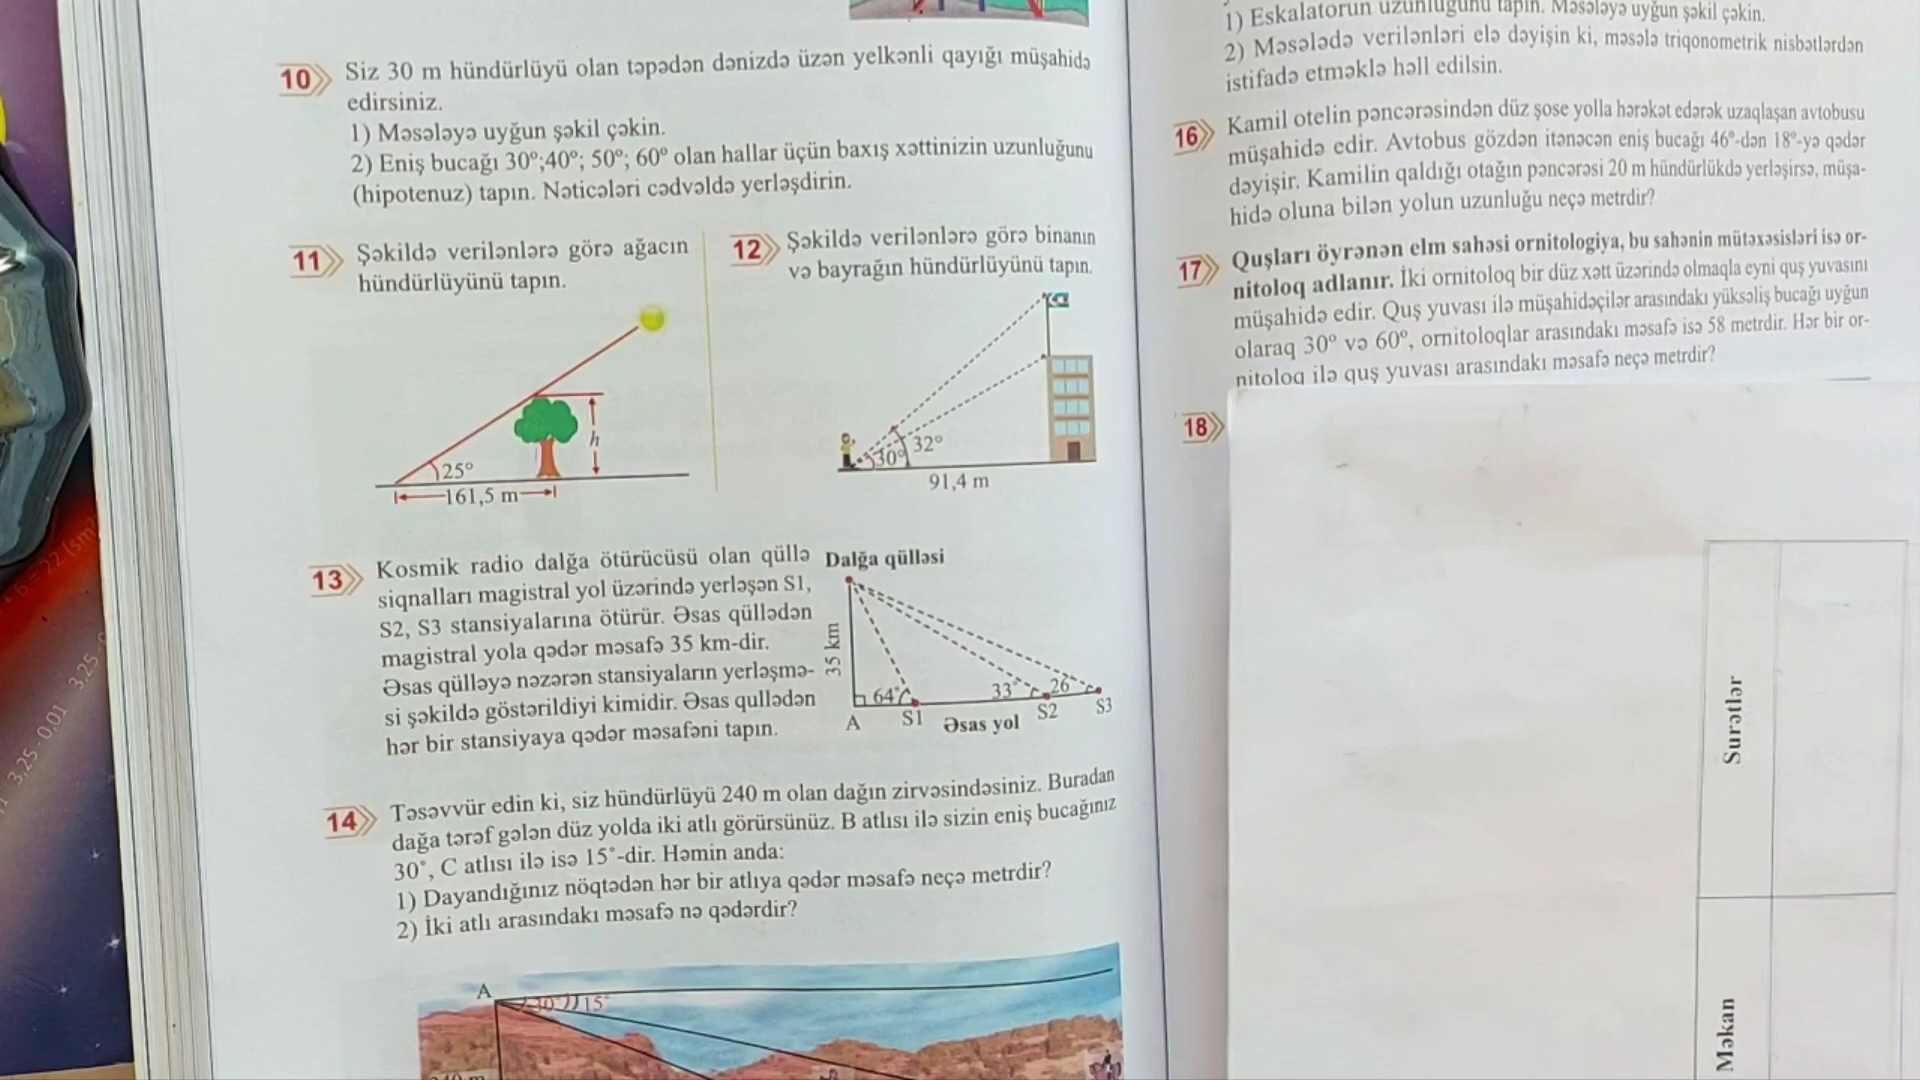 10 Siz 30 m hündürlüyü olan təpədən dənizdə üzən yelkənli qayığı müşahidə
edirsiniz.
1) Məsələyə uyğun şəkil çəkin.
2) Eniş bucağı 30°;40°; 50°; 60° olan hallar üçün baxış xəttinizin uzunluğunu
(hipotenuz) tapın. Nəticələri cədvəldə yerləşdirin.
11 Şəkildə verilənlərə görə ağacın
hündürlüyünü tapın.
h
25°
161,5 m
12 Şəkildə verilənlərə görə binanın
və bayrağın hündürlüyünü tapın.
32°
30°
91,4 m
13 Kosmik radio dalğa ötürücüsü olan qüllə
siqnalları magistral yol üzərində yerləşən S1,
S2, S3 stansiyalarına ötürür. Əsas qüllədən
magistral yola qədər məsafə 35 km-dir.
Əsas qülləyə nəzərən stansiyaların yerləşmə-
si şəkildə göstərildiyi kimidir. Əsas qullədən
hər bir stansiyaya qədər məsafəni tapın.
Dalğa qülləsi
35 km
64° 33° 26°
A S1 Əsas yol S2 S3
14 Təsəvvür edin ki, siz hündürlüyü 240 m olan dağın zirvəsindəsiniz. Buradan
dağa tərəf gələn düz yolda iki atlı görürsünüz. B atlısı ilə sizin eniş bucağınız
30°, C atlısı ilə isə 15°-dir. Həmin anda:
1) Dayandığınız nöqtədən hər bir atlıya qədər məsafə neçə metrdir?
2) İki atlı arasındakı məsafə nə qədərdir?
A
30° 15°
1) Eskalatorun uzunluğunu tapın. Məsələyə uyğun şəkil çəkin.
2) Məsələdə verilənləri elə dəyişin ki, məsələ triqonometrik nisbətlərdən
istifadə etməklə həll edilsin.
16 Kamil otelin pəncərəsindən düz şose yolla hərəkət edərək uzaqlaşan avtobusu
müşahidə edir. Avtobus gözdən itənəcən eniş bucağı 46°-dən 18°-yə qədər
dəyişir. Kamilin qaldığı otağın pəncərəsi 20 m hündürlükdə yerləşirsə, müşa-
hidə oluna bilən yolun uzunluğu neçə metrdir?
17 Quşları öyrənən elm sahəsi ornitologiya, bu sahənin mütəxəsisləri isə or-
nitoloq adlanır. İki ornitoloq bir düz xətt üzərində olmaqla eyni quş yuvasını
müşahidə edir. Quş yuvası ilə müşahidəçilər arasındakı yüksəliş bucağı uyğun
olaraq 30° və 60°, ornitoloqlar arasındakı məsafə isə 58 metrdir. Hər bir or-
nitoloq ilə quş yuvası arasındakı məsafə neçə metrdir?
18
Surətlər
Məkan
3,25 · 0,01 3,25